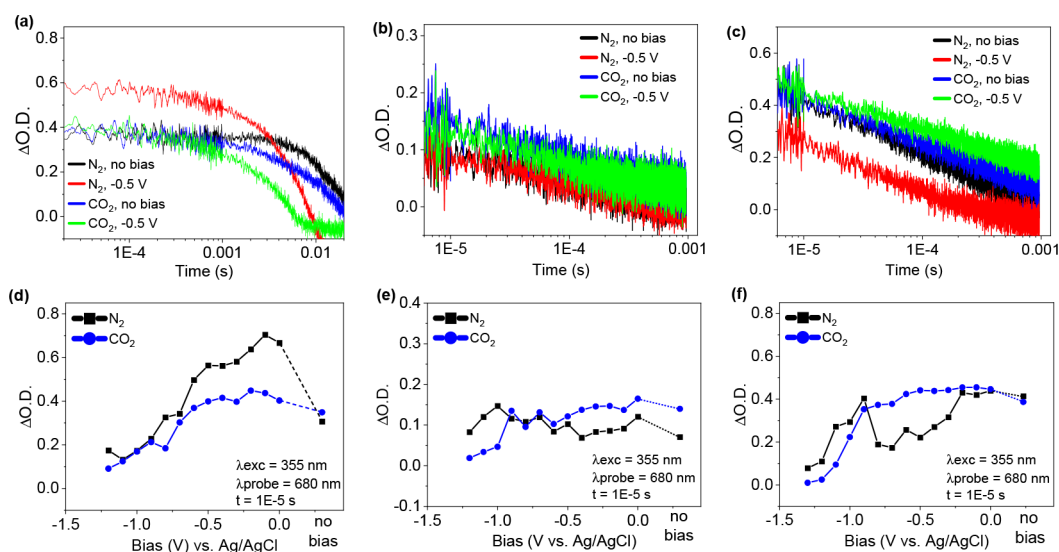 (a)
0.8
0.6
0.4
0.2
0.0
ΔO.D.
N₂, no bias
N₂, -0.5 V
CO₂, no bias
CO₂, -0.5 V
1E-4 0.001 0.01
Time (s)
(b)
0.3
0.2
0.1
0.0
ΔO.D.
N₂, no bias
N₂, -0.5 V
CO₂, no bias
CO₂, -0.5 V
1E-5 1E-4 0.001
Time (s)
(c)
0.6
0.4
0.2
0.0
ΔO.D.
N₂, no bias
N₂, -0.5 V
CO₂, no bias
CO₂, -0.5 V
1E-5 1E-4 0.001
Time (s)
(d)
0.8
0.6
0.4
0.2
0.0
ΔO.D.
N₂
CO₂
λexc = 355 nm
λprobe = 680 nm
t = 1E-5 s
-1.5 -1.0 -0.5 0.0 no
bias
Bias (V) vs. Ag/AgCl
(e)
0.4
0.3
0.2
0.1
0.0
-0.1
ΔO.D.
N₂
CO₂
λexc = 355 nm
λprobe = 680 nm
t = 1E-5 s
-1.5 -1.0 -0.5 0.0 no
bias
Bias (V) vs. Ag/AgCl
(f)
0.8
0.6
0.4
0.2
0.0
ΔO.D.
N₂
CO₂
λexc = 355 nm
λprobe = 680 nm
t = 1E-5 s
-1.5 -1.0 -0.5 0.0 no
bias
Bias (V) vs. Ag/AgCl